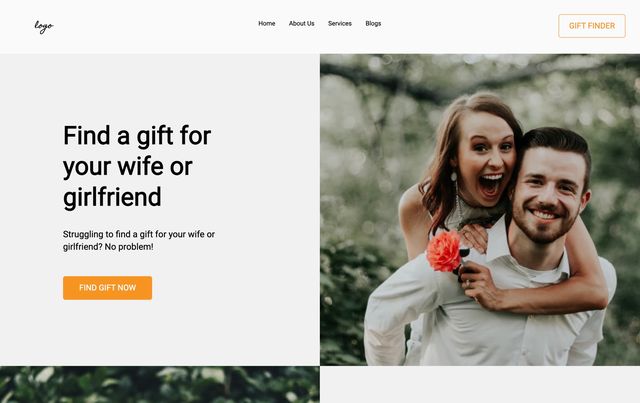 logo
Home About Us Services Blogs
GIFT FINDER
Find a gift for
your wife or
girlfriend
Struggling to find a gift for your wife or
girlfriend? No problem!
FIND GIFT NOW